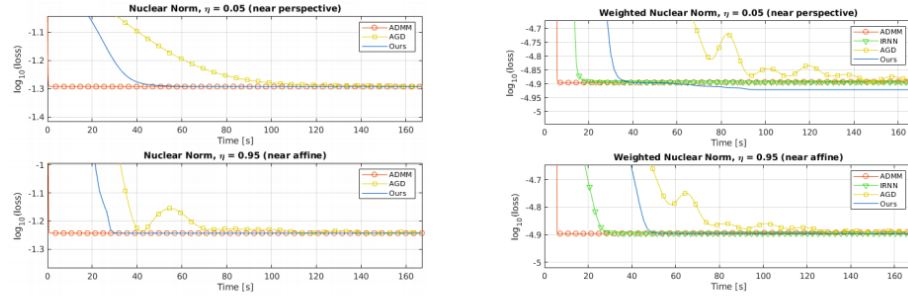 Nuclear Norm, η = 0.05 (near perspective)
-1.1
-1.2
-1.3
-1.4
log10(loss)
0 20 40 60 80 100 120 140 160
Time [s]
ADMM
AGD
Ours
Weighted Nuclear Norm, η = 0.05 (near perspective)
-4.7
-4.75
-4.8
-4.85
-4.9
-4.95
log10(loss)
0 20 40 60 80 100 120 140 160
Time [s]
ADMM
IRNN
AGD
Ours
Nuclear Norm, η = 0.95 (near affine)
-1
-1.1
-1.2
-1.3
log10(loss)
0 20 40 60 80 100 120 140 160
Time [s]
ADMM
AGD
Ours
Weighted Nuclear Norm, η = 0.95 (near affine)
-4.7
-4.8
-4.9
-5
log10(loss)
0 20 40 60 80 100 120 140 160
Time [s]
ADMM
IRNN
AGD
Ours